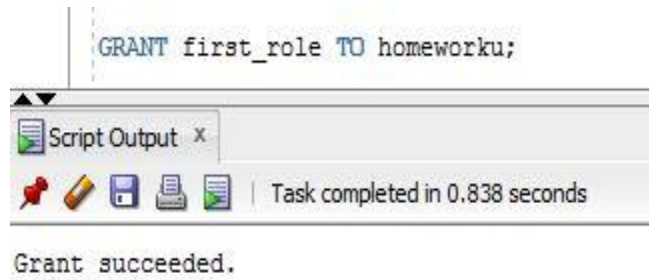 GRANT first_role TO homeworku;
Script Output x
Task completed in 0.838 seconds
Grant succeeded.